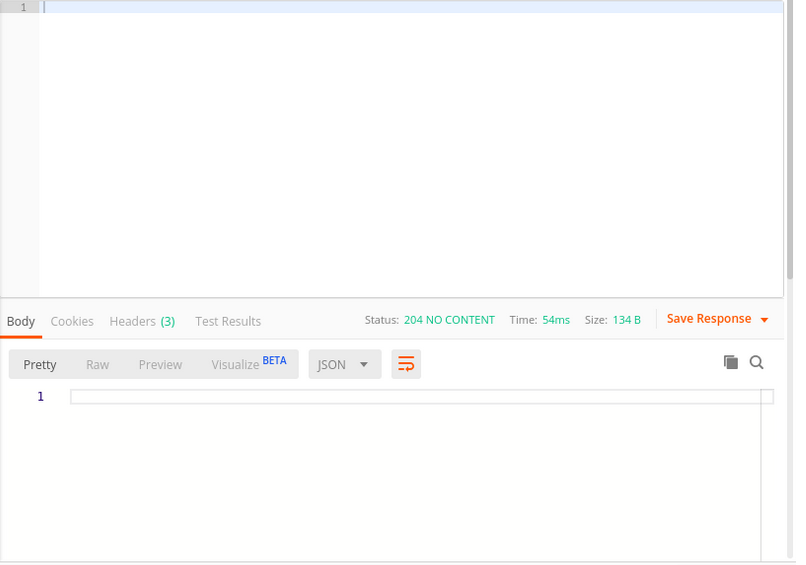 1
Body Cookies Headers (3) Test Results Status: 204 NO CONTENT Time: 54ms Size: 134 B Save Response
Pretty Raw Preview Visualize BETA JSON
1